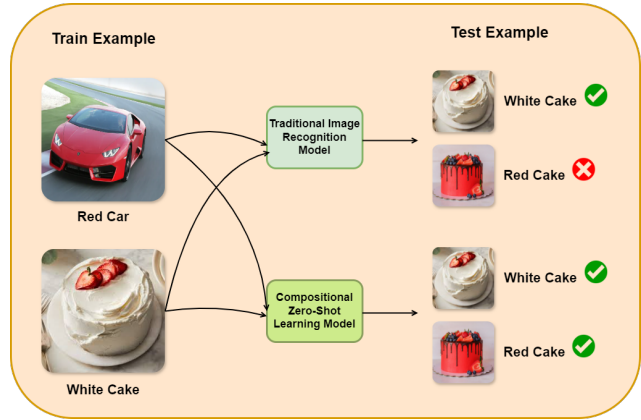 Train Example
Test Example
Red Car
White Cake
Traditional Image
Recognition
Model
Compositional
Zero-Shot
Learning Model
White Cake
Red Cake
White Cake
Red Cake